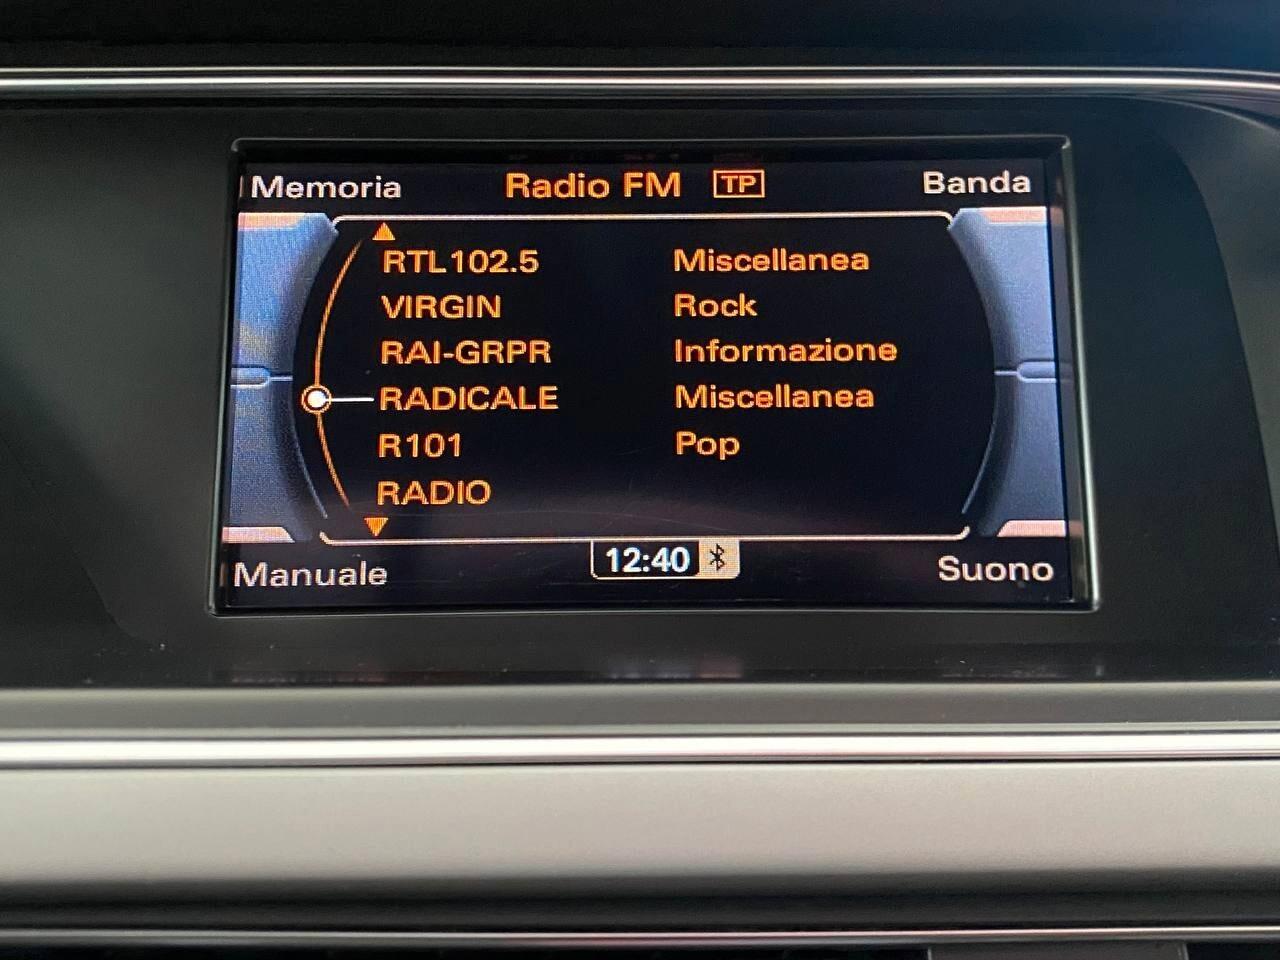 Memoria Radio FM TP Banda
RTL102.5 Miscellanea
VIRGIN Rock
RAI-GRPR Informazione
RADICALE Miscellanea
R101 Pop
RADIO
Manuale 12:40 Suono